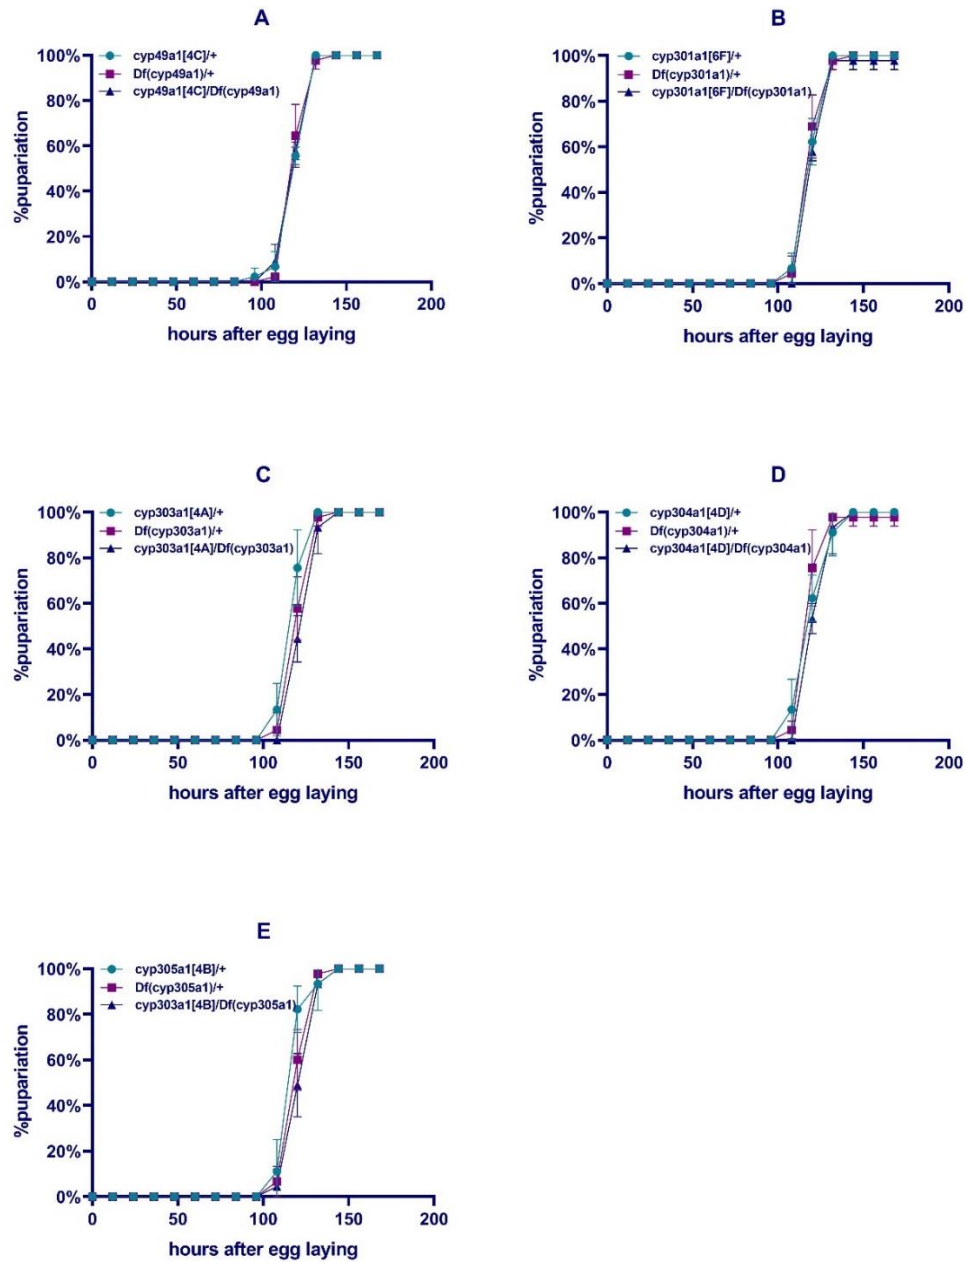 A
100%
80%
60%
40%
20%
0%
%pupariation
cyp49a1[4C]/+
Df(cyp49a1)/+
cyp49a1[4C]/Df(cyp49a1)
0 50 100 150 200
hours after egg laying
B
100%
80%
60%
40%
20%
0%
%pupariation
cyp301a1[6F]/+
Df(cyp301a1)/+
cyp301a1[6F]/Df(cyp301a1)
0 50 100 150 200
hours after egg laying
C
100%
80%
60%
40%
20%
0%
%pupariation
cyp303a1[4A]/+
Df(cyp303a1)/+
cyp303a1[4A]/Df(cyp303a1)
0 50 100 150 200
hours after egg laying
D
100%
80%
60%
40%
20%
0%
%pupariation
cyp304a1[4D]/+
Df(cyp304a1)/+
cyp304a1[4D]/Df(cyp304a1)
0 50 100 150 200
hours after egg laying
E
100%
80%
60%
40%
20%
0%
%pupariation
cyp305a1[4B]/+
Df(cyp305a1)/+
cyp303a1[4B]/Df(cyp305a1)
0 50 100 150 200
hours after egg laying